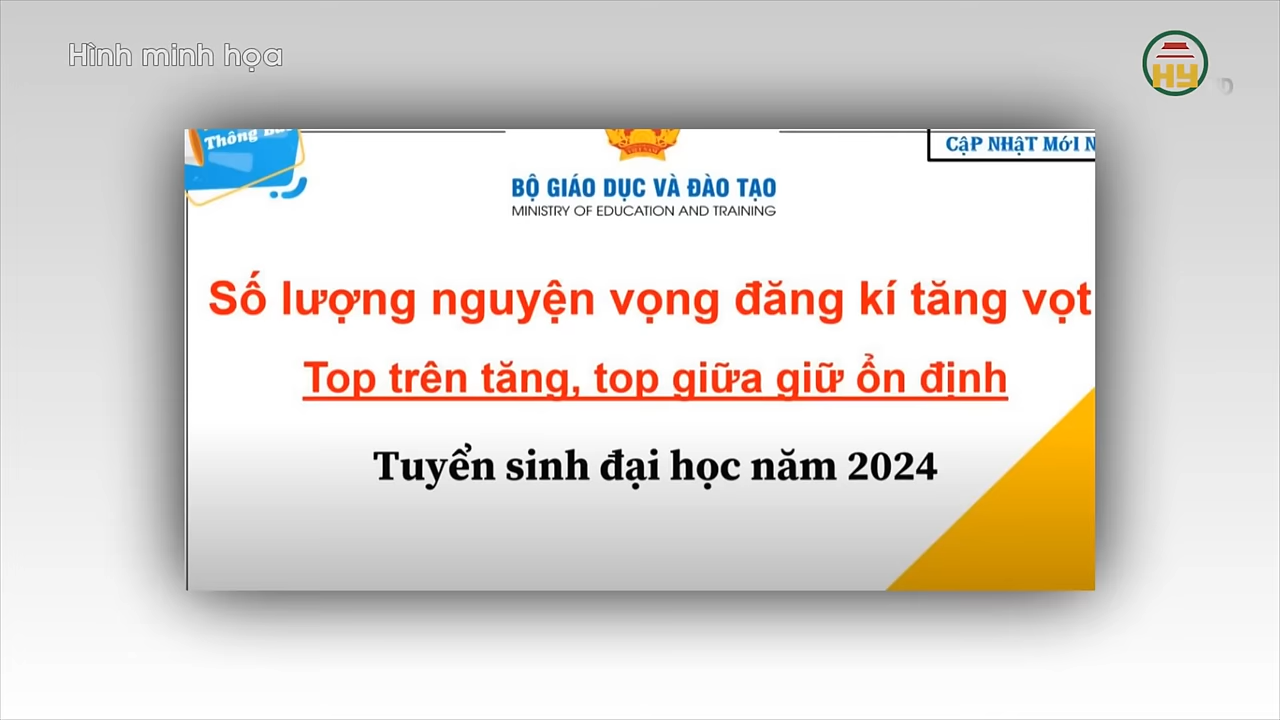 Hình minh họa
HY
Thông
CẬP NHẬT MỚI N
BỘ GIÁO DỤC VÀ ĐÀO TẠO
MINISTRY OF EDUCATION AND TRAINING
Số lượng nguyện vọng đăng kí tăng vọt
Top trên tăng, top giữa giữ ổn định
Tuyển sinh đại học năm 2024